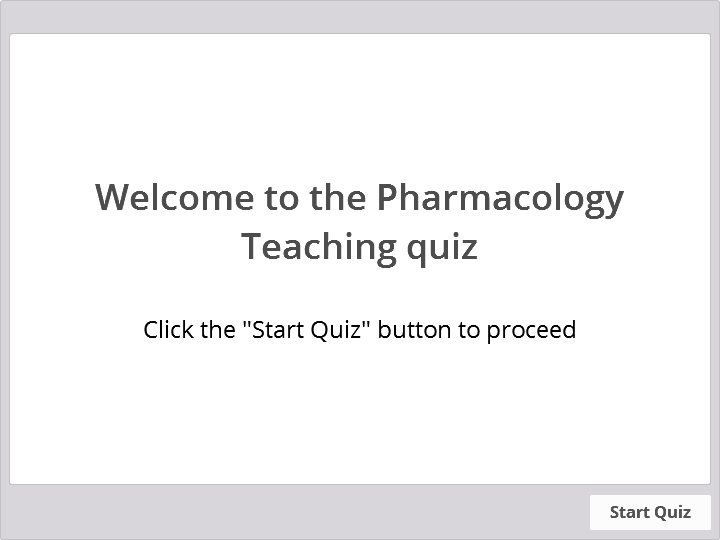 Welcome to the Pharmacology
Teaching quiz
Click the "Start Quiz" button to proceed
Start Quiz